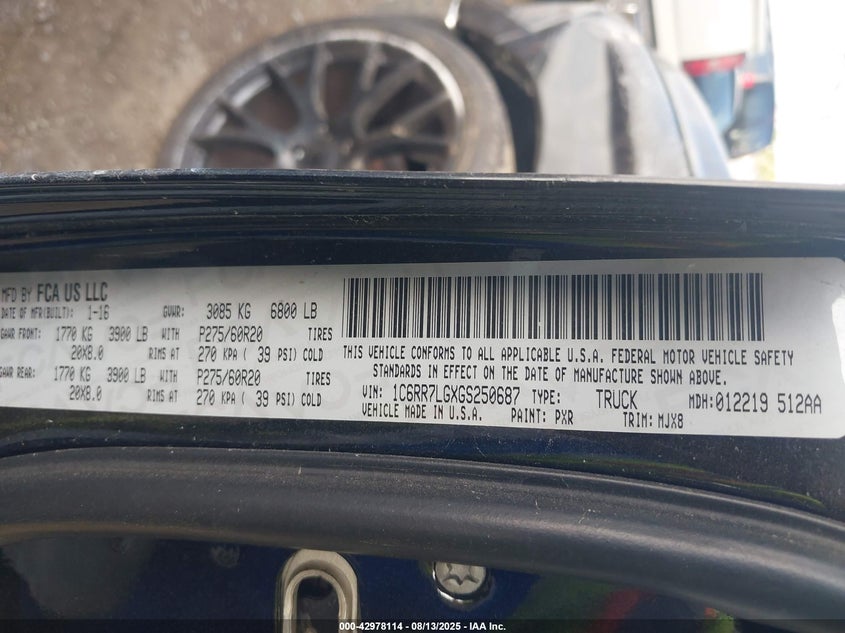 MFD BY FCA US LLC
DATE OF MFR(BUILT): 1-16 GVWR: 3085 KG 6800 LB
GAWR FRONT: 1770 KG 3900 LB WITH P275/60R20 TIRES
20X8.0 RIMS AT 270 KPA ( 39 PSI) COLD
GAWR REAR: 1770 KG 3900 LB WITH P275/60R20 TIRES
20X8.0 RIMS AT 270 KPA ( 39 PSI) COLD
THIS VEHICLE CONFORMS TO ALL APPLICABLE U.S.A. FEDERAL MOTOR VEHICLE SAFETY
STANDARDS IN EFFECT ON THE DATE OF MANUFACTURE SHOWN ABOVE.
VIN: 1C6RR7LGXGS250687 TYPE: TRUCK MDH:012219 512AA
VEHICLE MADE IN U.S.A. PAINT: PXR TRIM: MJX8
000-42978114 - 08/13/2025 - IAA Inc.